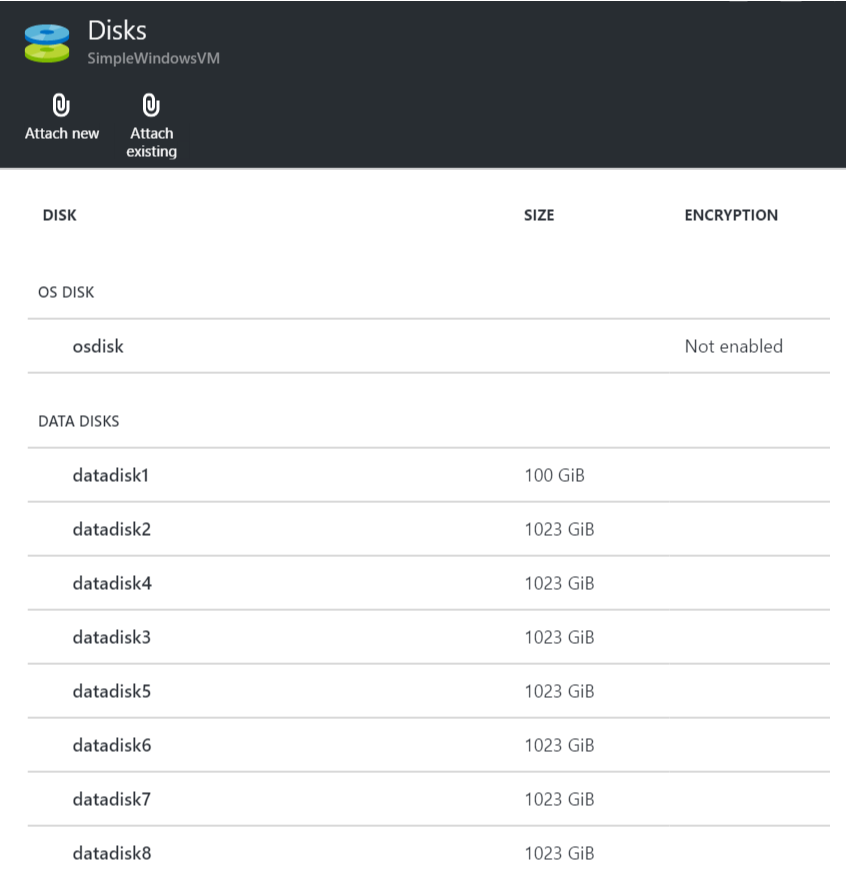 Disks
SimpleWindowsVM
Attach new
Attach
existing
DISK SIZE ENCRYPTION
OS DISK
osdisk Not enabled
DATA DISKS
datadisk1 100 GiB
datadisk2 1023 GiB
datadisk4 1023 GiB
datadisk3 1023 GiB
datadisk5 1023 GiB
datadisk6 1023 GiB
datadisk7 1023 GiB
datadisk8 1023 GiB